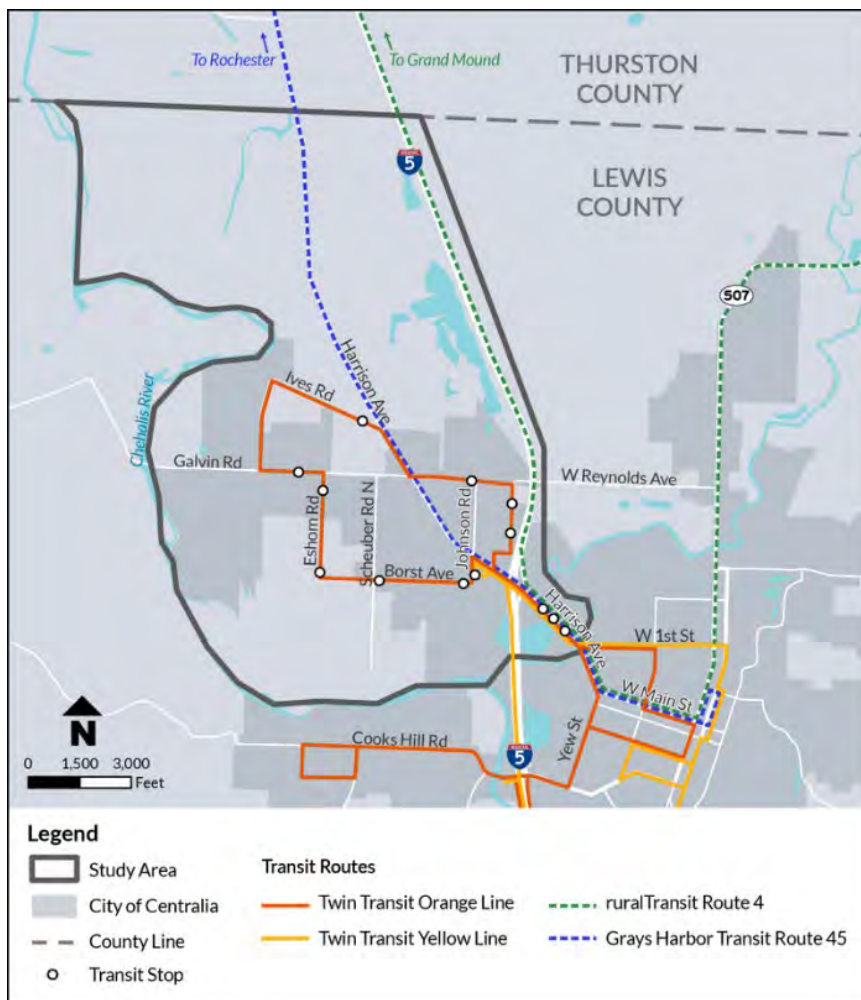 To Rochester
To Grand Mound
THURSTON
COUNTY
5
LEWIS
COUNTY
507
Harrison Ave
Ives Rd
Chehalis River
Galvin Rd
W Reynolds Ave
Eshom Rd
Scheuber Rd N
Johnson Rd
Borst Ave
Harrison Ave
W 1st St
W Main St
N
Cooks Hill Rd
Yew St
5
0 1,500 3,000
Feet
Legend
Study Area
City of Centralia
County Line
Transit Stop
Transit Routes
Twin Transit Orange Line
Twin Transit Yellow Line
ruralTransit Route 4
Grays Harbor Transit Route 45